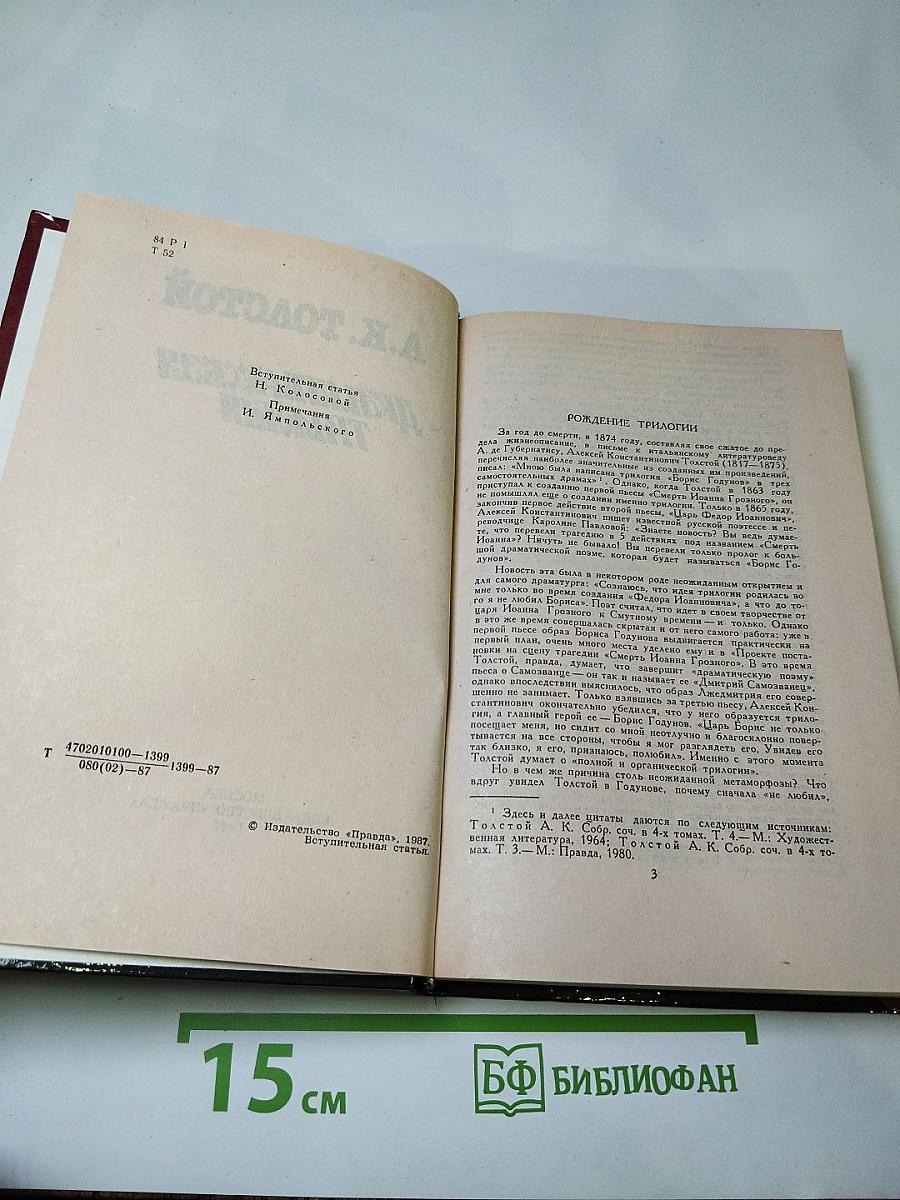 84 Р 1
Т 52
А.К. ТОЛСТОЙ
Вступительная статья
Н. Колосовой
Примечания
И. Ямпольского
Т 4702010100—1399
080(02)—87 1399—87
© Издательство «Правда», 1987.
Вступительная статья.
РОЖДЕНИЕ ТРИЛОГИИ
За год до смерти, в 1874 году, составляя свое сжатое до пре-
дела жизнеописание, в письме к итальянскому литературоведу
А. де Губернатису, Алексей Константинович Толстой (1817—1875),
перечисляя наиболее значительные из созданных им произведений,
писал: «Мною была написана трилогия «Борис Годунов» в трех
самостоятельных драмах» ¹. Однако, когда Толстой в 1863 году
приступал к созданию первой пьесы «Смерть Иоанна Грозного», он
не помышлял еще о создании именно трилогии. Только в 1865 году,
закончив первое действие второй пьесы, «Царь Федор Иоаннович»,
Алексей Константинович пишет известной русской поэтессе и пе-
реводчице Каролине Павловой: «Знаете новость? Вы ведь думае-
те, что перевели трагедию в 5 действиях под названием «Смерть
Иоанна»? Ничуть не бывало! Вы перевели только пролог к боль-
шой драматической поэме, которая будет называться «Борис Го-
дунов».
Новость эта была в некотором роде неожиданным открытием и
для самого драматурга: «Сознаюсь, что идея трилогии родилась во
мне только во время создания «Федора Иоанновича», а что до то-
го я не любил Бориса». Поэт считал, что идет в своем творчестве от
царя Иоанна Грозного к Смутному времени — и только. Однако
в это же время совершалась скрытая и от него самого работа: уже в
первой пьесе образ Бориса Годунова выдвигается практически на
первый план, очень много места уделено ему и в «Проекте поста-
новки на сцену трагедии «Смерть Иоанна Грозного». В это время
Толстой, правда, думает, что завершит «драматическую поэму»
пьеса о Самозванце — он так и называет ее «Дмитрий Самозванец»,
однако впоследствии выяснилось, что образ Лжедмитрия его совер-
шенно не занимает. Только взявшись за третью пьесу, Алексей Кон-
стантинович окончательно убедился, что у него образуется трило-
гия, а главный герой ее — Борис Годунов. «Царь Борис не только
посещает меня, но сидит со мной неотлучно и благосклонно повер-
тывается на все стороны, чтобы я мог разглядеть его. Увидев его
так близко, я его, признаюсь, полюбил». Именно с этого момента
Толстой думает о «полной и органической трилогии».
Но в чем же причина столь неожиданной метаморфозы? Что
вдруг увидел Толстой в Годунове, почему сначала «не любил»,
¹ Здесь и далее цитаты даются по следующим источникам:
Толстой А. К. Собр. соч. в 4-х томах. Т. 4.— М.: Художест-
венная литература, 1964; Толстой А. К. Собр. соч. в 4-х то-
мах. Т. 3.— М.: Правда, 1980.
3
15 см
БФ БИБЛИОФАН